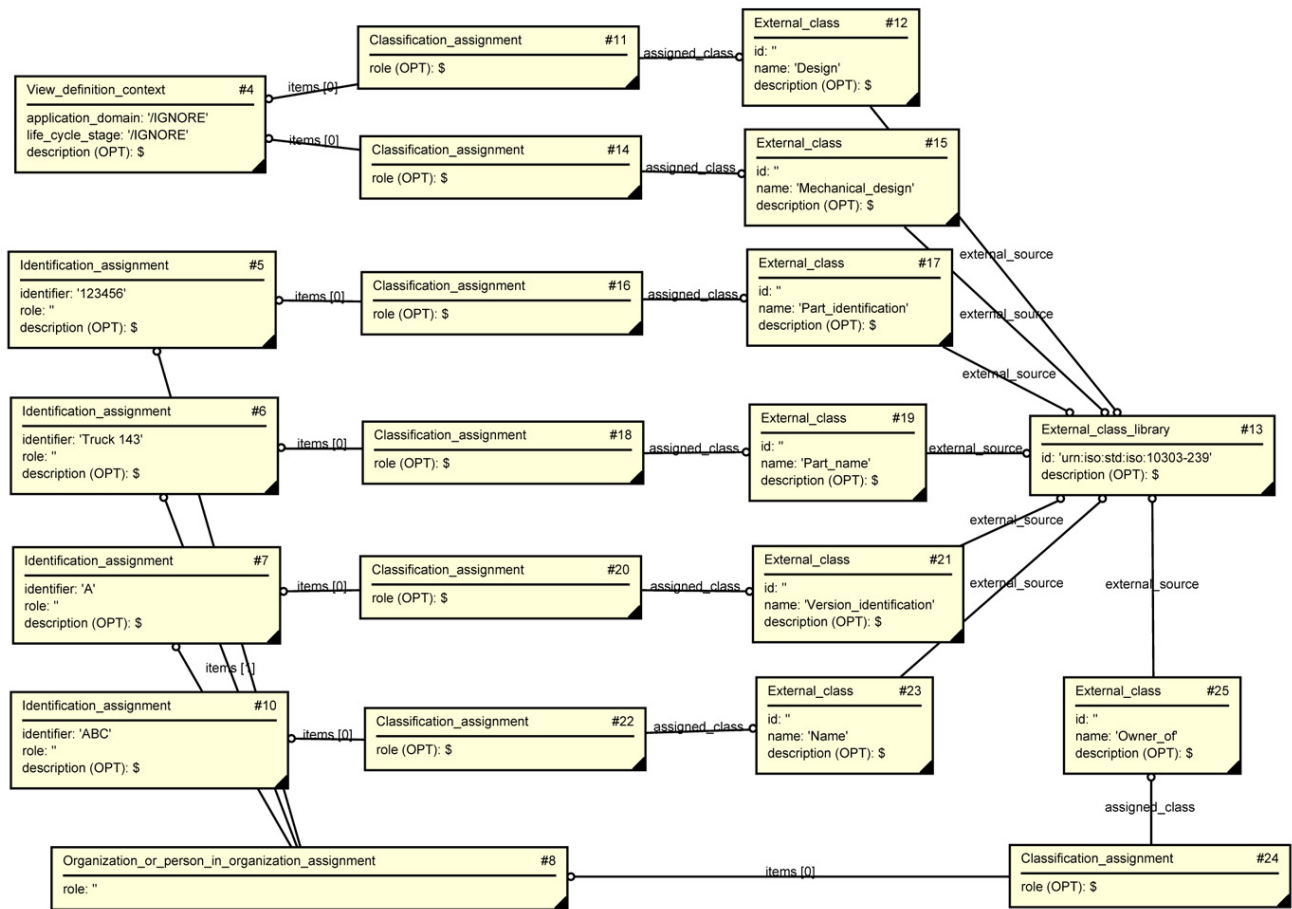 View_definition_context #4
application_domain: '/IGNORE'
life_cycle_stage: '/IGNORE'
description (OPT): $
items [0]
items [0]
Classification_assignment #11
role (OPT): $
assigned_class
External_class #12
id: ''
name: 'Design'
description (OPT): $
Classification_assignment #14
role (OPT): $
assigned_class
External_class #15
id: ''
name: 'Mechanical_design'
description (OPT): $
external_source
Identification_assignment #5
identifier: '123456'
role: ''
description (OPT): $
items [0]
Classification_assignment #16
role (OPT): $
assigned_class
External_class #17
id: ''
name: 'Part_identification'
description (OPT): $
external_source
external_source
Identification_assignment #6
identifier: 'Truck 143'
role: ''
description (OPT): $
items [0]
Classification_assignment #18
role (OPT): $
assigned_class
External_class #19
id: ''
name: 'Part_name'
description (OPT): $
external_source
External_class_library #13
id: 'urn:iso:std:iso:10303-239'
description (OPT): $
Identification_assignment #7
identifier: 'A'
role: ''
description (OPT): $
items [0]
Classification_assignment #20
role (OPT): $
assigned_class
External_class #21
id: ''
name: 'Version_identification'
description (OPT): $
external_source
external_source
external_source
items [1]
Identification_assignment #10
identifier: 'ABC'
role: ''
description (OPT): $
items [0]
Classification_assignment #22
role (OPT): $
assigned_class
External_class #23
id: ''
name: 'Name'
description (OPT): $
External_class #25
id: ''
name: 'Owner_of'
description (OPT): $
assigned_class
Organization_or_person_in_organization_assignment #8
role: ''
items [0]
Classification_assignment #24
role (OPT): $